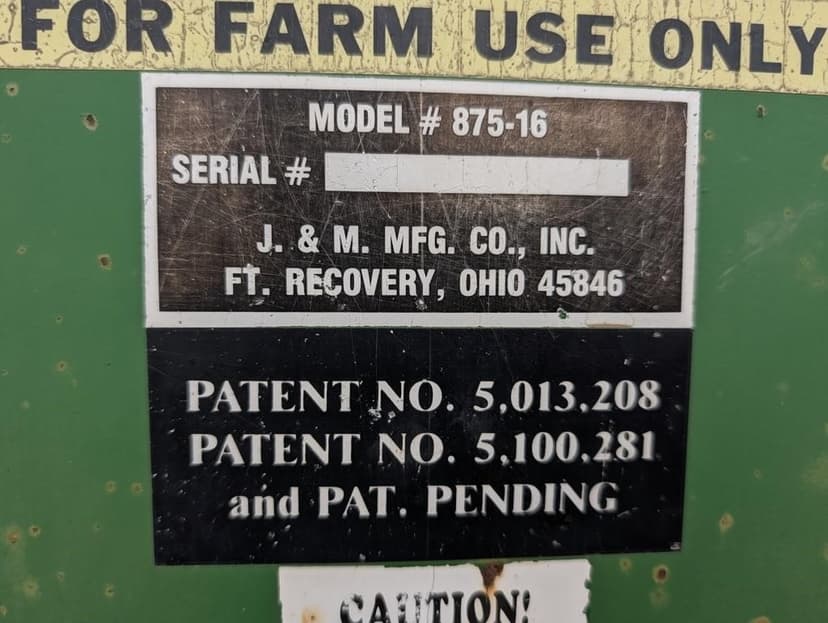 FOR FARM USE ONLY
MODEL # 875-16
SERIAL #
J. & M. MFG. CO., INC.
FT. RECOVERY, OHIO 45846
PATENT NO. 5,013,208
PATENT NO. 5,100,281
and PAT. PENDING
CAUTION!